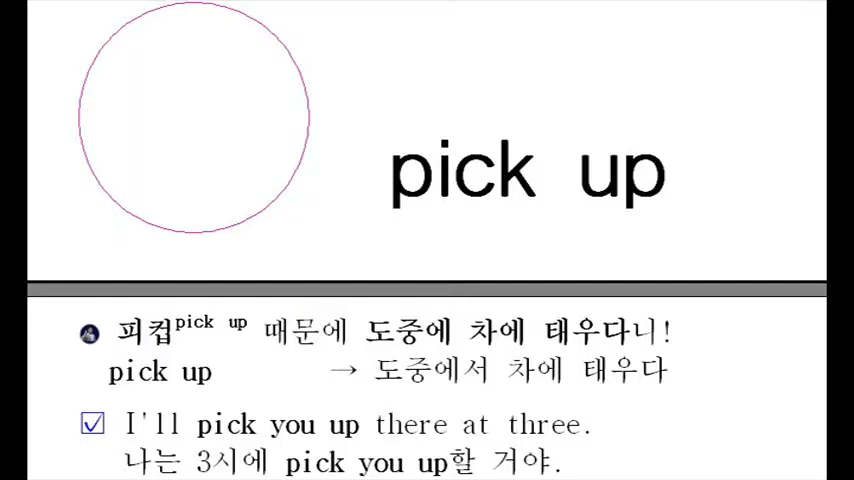 pick up
피컵pick up 때문에 도중에 차에 태우다니!
pick up → 도중에서 차에 태우다
I'll pick you up there at three.
나는 3시에 pick you up할 거야.